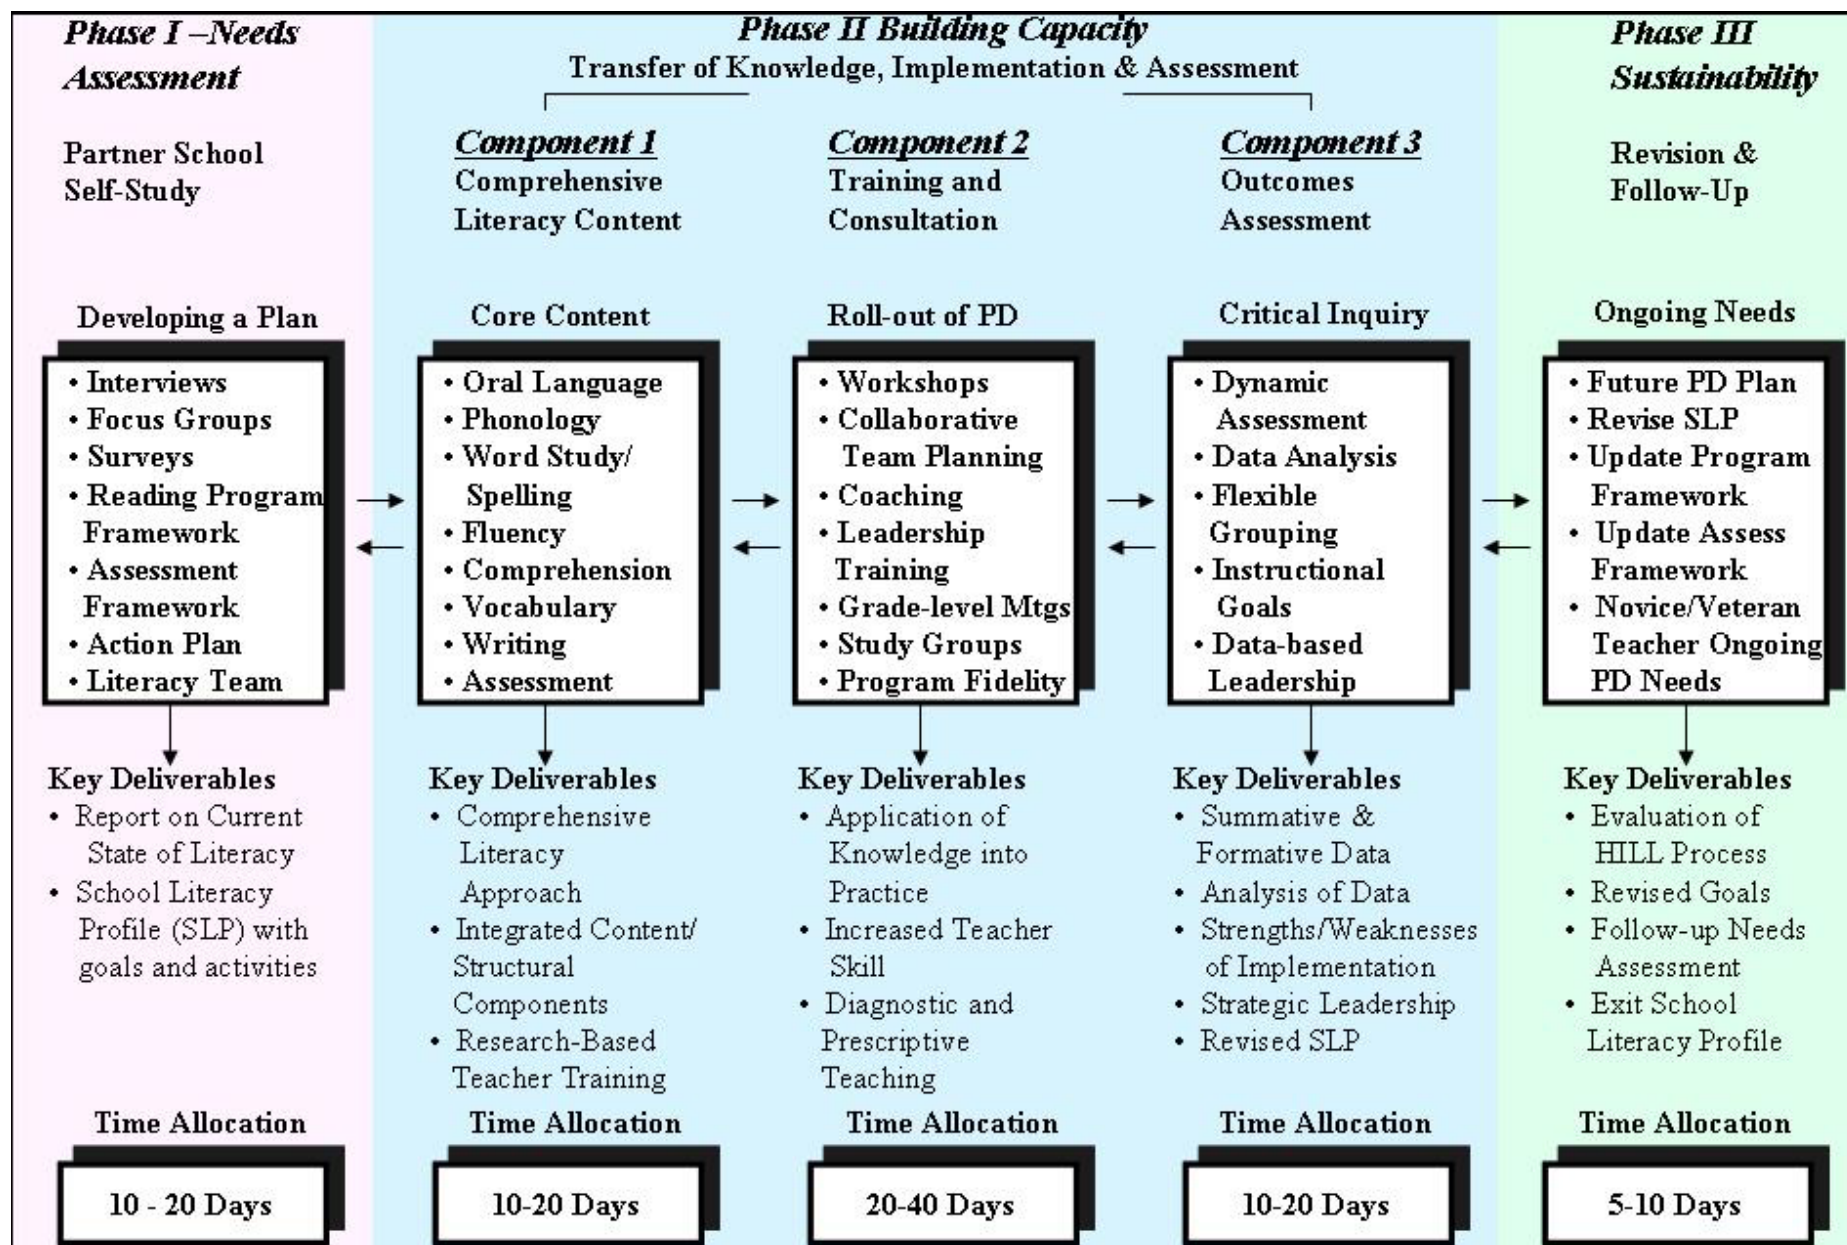 Phase I –Needs
Assessment
Partner School
Self-Study
Developing a Plan
• Interviews
• Focus Groups
• Surveys
• Reading Program
Framework
• Assessment
Framework
• Action Plan
• Literacy Team
Key Deliverables
• Report on Current
State of Literacy
• School Literacy
Profile (SLP) with
goals and activities
Time Allocation
10 - 20 Days
Phase II Building Capacity
Transfer of Knowledge, Implementation & Assessment
Component 1
Comprehensive
Literacy Content
Core Content
• Oral Language
• Phonology
• Word Study/
Spelling
• Fluency
• Comprehension
• Vocabulary
• Writing
• Assessment
Key Deliverables
• Comprehensive
Literacy
Approach
• Integrated Content/
Structural
Components
• Research-Based
Teacher Training
Time Allocation
10-20 Days
Component 2
Training and
Consultation
Roll-out of PD
• Workshops
• Collaborative
Team Planning
• Coaching
• Leadership
Training
• Grade-level Mtgs
• Study Groups
• Program Fidelity
Key Deliverables
• Application of
Knowledge into
Practice
• Increased Teacher
Skill
• Diagnostic and
Prescriptive
Teaching
Time Allocation
20-40 Days
Component 3
Outcomes
Assessment
Critical Inquiry
• Dynamic
Assessment
• Data Analysis
• Flexible
Grouping
• Instructional
Goals
• Data-based
Leadership
Key Deliverables
• Summative &
Formative Data
• Analysis of Data
• Strengths/Weaknesses
of Implementation
• Strategic Leadership
• Revised SLP
Time Allocation
10-20 Days
Phase III
Sustainability
Revision &
Follow-Up
Ongoing Needs
• Future PD Plan
• Revise SLP
• Update Program
Framework
• Update Assess
Framework
• Novice/Veteran
Teacher Ongoing
PD Needs
Key Deliverables
• Evaluation of
HILL Process
• Revised Goals
• Follow-up Needs
Assessment
• Exit School
Literacy Profile
Time Allocation
5-10 Days